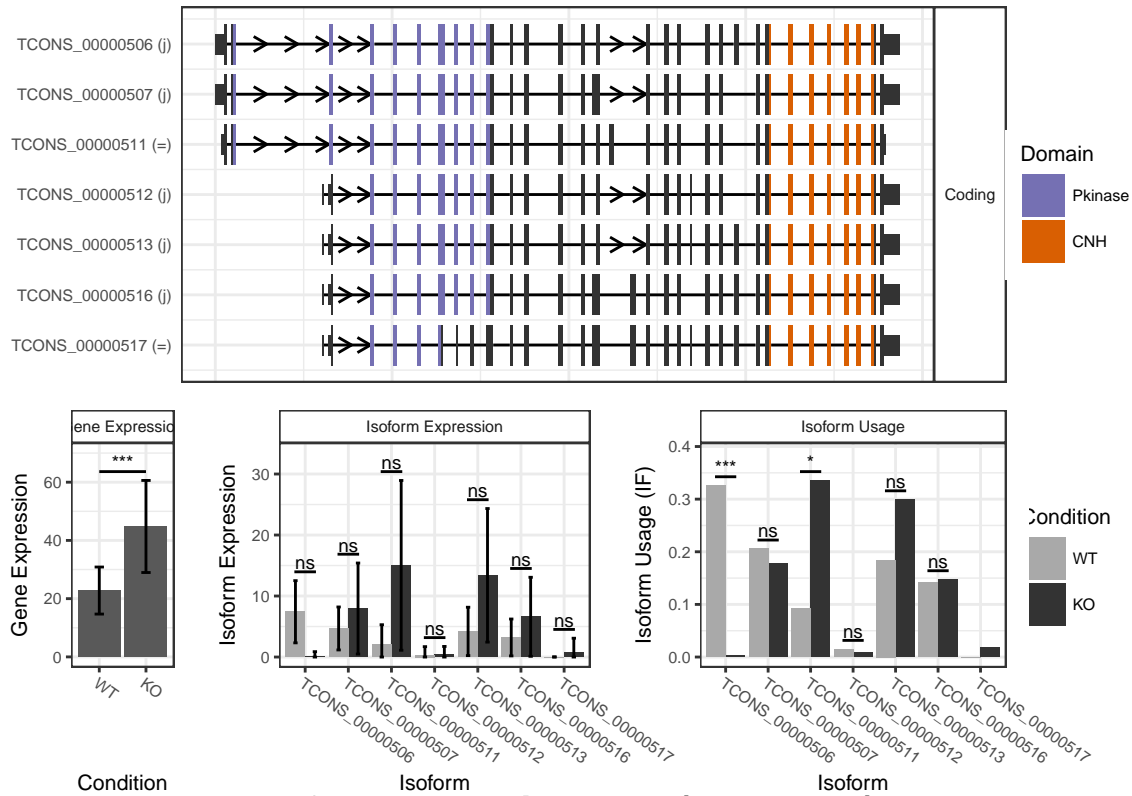 TCONS_00000506 (j)
TCONS_00000507 (j)
TCONS_00000511 (=)
TCONS_00000512 (j)
TCONS_00000513 (j)
TCONS_00000516 (j)
TCONS_00000517 (=)
Coding
Domain
Pkinase
CNH
ene Expressio
***
60
40
20
0
Gene Expression
WT
KO
Condition
Isoform Expression
30
20
10
0
Isoform Expression
ns
ns
ns
ns
ns
ns
ns
TCONS_00000506
TCONS_00000507
TCONS_00000511
TCONS_00000512
TCONS_00000513
TCONS_00000516
TCONS_00000517
Isoform
Isoform Usage
0.4
0.3
0.2
0.1
0.0
Isoform Usage (IF)
***
ns
*
ns
ns
ns
TCONS_00000506
TCONS_00000507
TCONS_00000511
TCONS_00000512
TCONS_00000513
TCONS_00000516
TCONS_00000517
Isoform
Condition
WT
KO